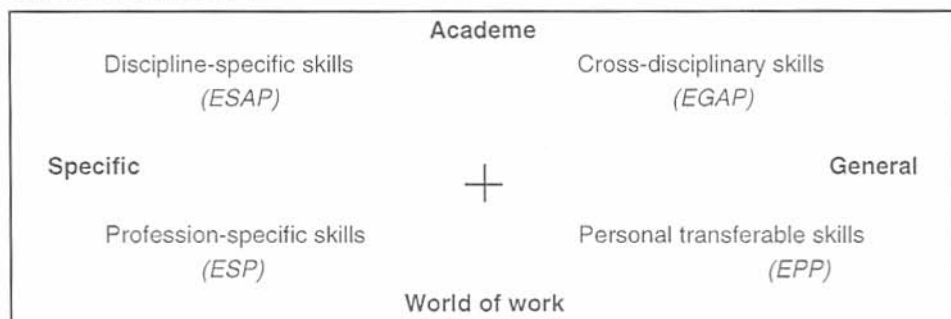 Academe
Discipline-specific skills Cross-disciplinary skills
(ESAP) (EGAP)
Specific General
Profession-specific skills Personal transferable skills
(ESP) (EPP)
World of work